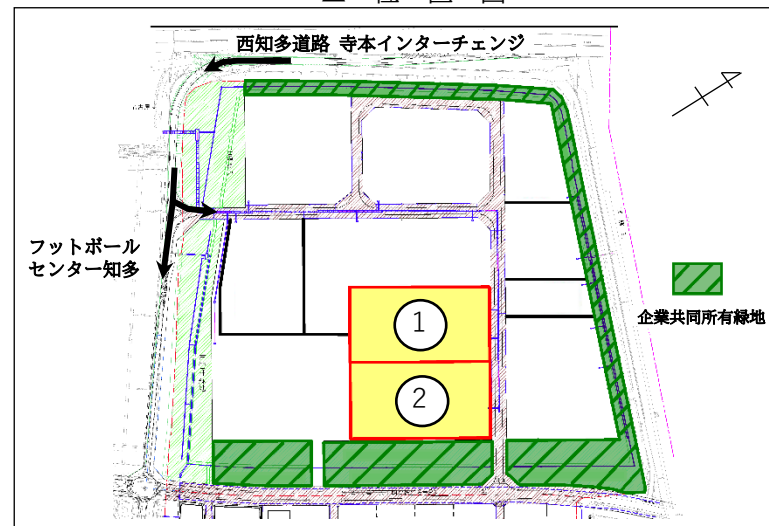 西知多道路 寺本インターチェンジ
フットボール
センター知多
①
②
企業共同所有緑地